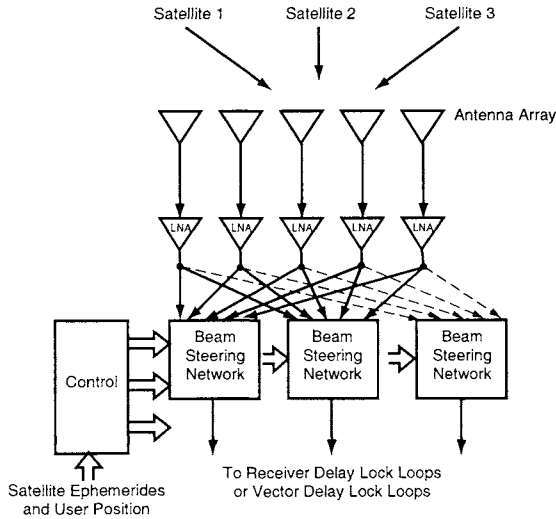 Satellite 1
Satellite 2
Satellite 3
Antenna Array
LNA
LNA
LNA
LNA
LNA
Control
Beam
Steering
Network
Beam
Steering
Network
Beam
Steering
Network
Satellite Ephemerides
and User Position
To Receiver Delay Lock Loops
or Vector Delay Lock Loops